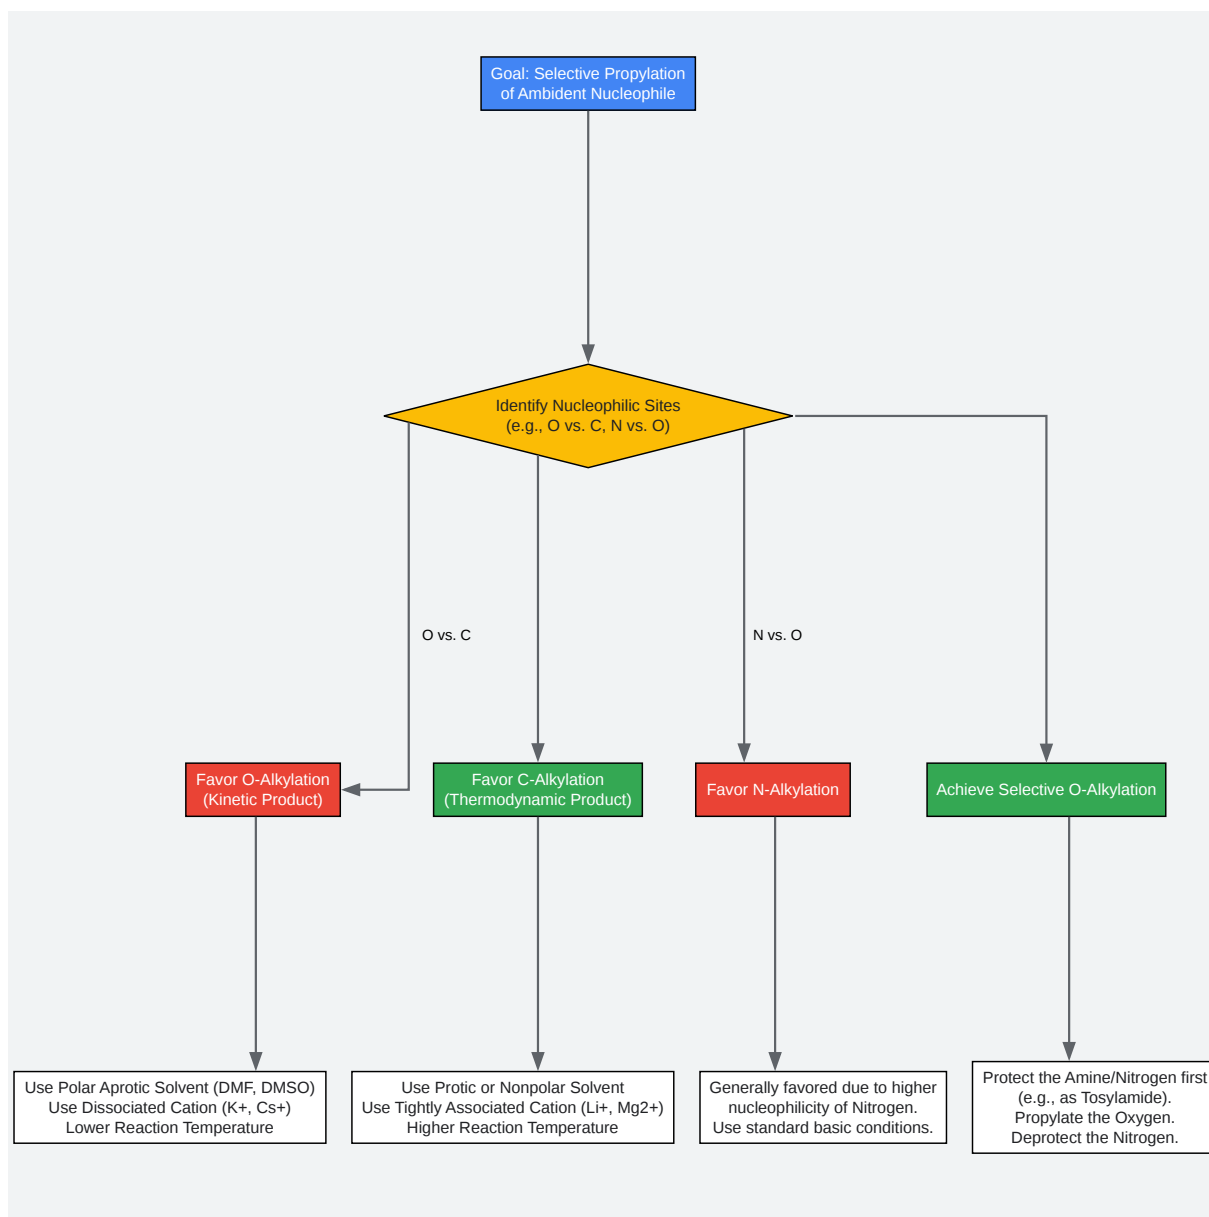 Goal: Selective Propylation
of Ambident Nucleophile
Identify Nucleophilic Sites
(e.g., O vs. C, N vs. O)
O vs. C
N vs. O
Favor O-Alkylation
(Kinetic Product)
Favor C-Alkylation
(Thermodynamic Product)
Favor N-Alkylation
Achieve Selective O-Alkylation
Use Polar Aprotic Solvent (DMF, DMSO)
Use Dissociated Cation (K+, Cs+)
Lower Reaction Temperature
Use Protic or Nonpolar Solvent
Use Tightly Associated Cation (Li+, Mg2+)
Higher Reaction Temperature
Generally favored due to higher
nucleophilicity of Nitrogen.
Use standard basic conditions.
Protect the Amine/Nitrogen first
(e.g., as Tosylamide).
Propylate the Oxygen.
Deprotect the Nitrogen.